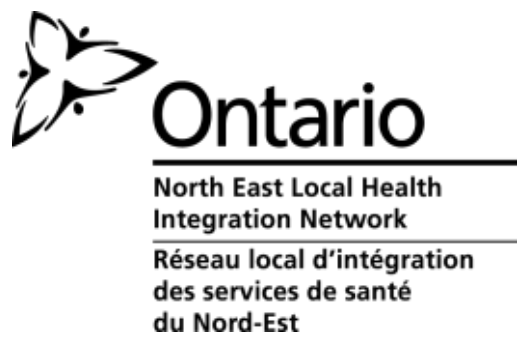 Ontario
North East Local Health
Integration Network
Réseau local d'intégration
des services de santé
du Nord-Est